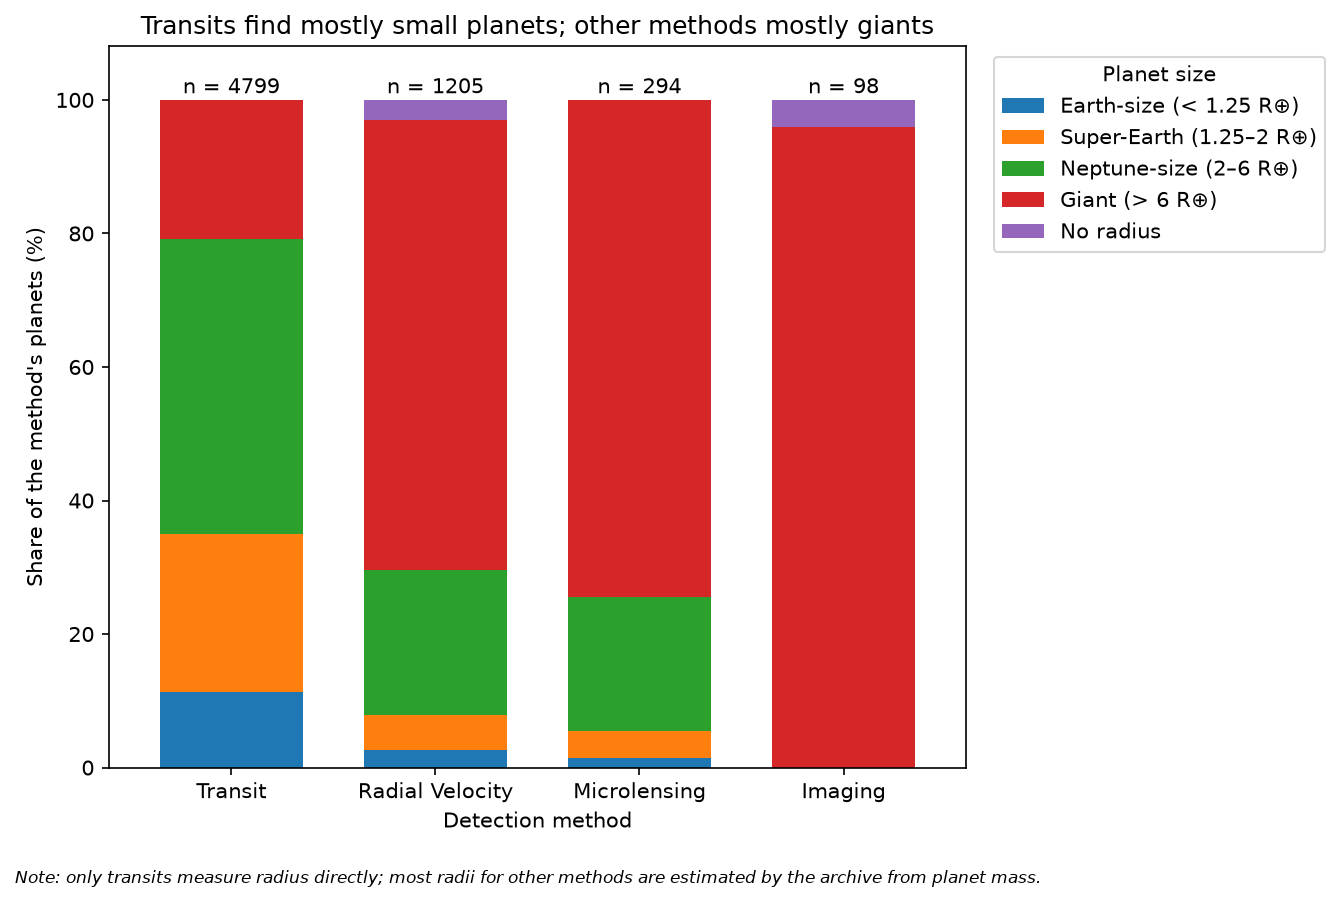 Transits find mostly small planets; other methods mostly giants
n = 4799
n = 1205
n = 294
n = 98
Planet size
Earth-size (< 1.25 R⊕)
Super-Earth (1.25–2 R⊕)
Neptune-size (2–6 R⊕)
Giant (> 6 R⊕)
No radius
Share of the method's planets (%)
100
80
60
40
20
0
Transit
Radial Velocity
Microlensing
Imaging
Detection method
Note: only transits measure radius directly; most radii for other methods are estimated by the archive from planet mass.